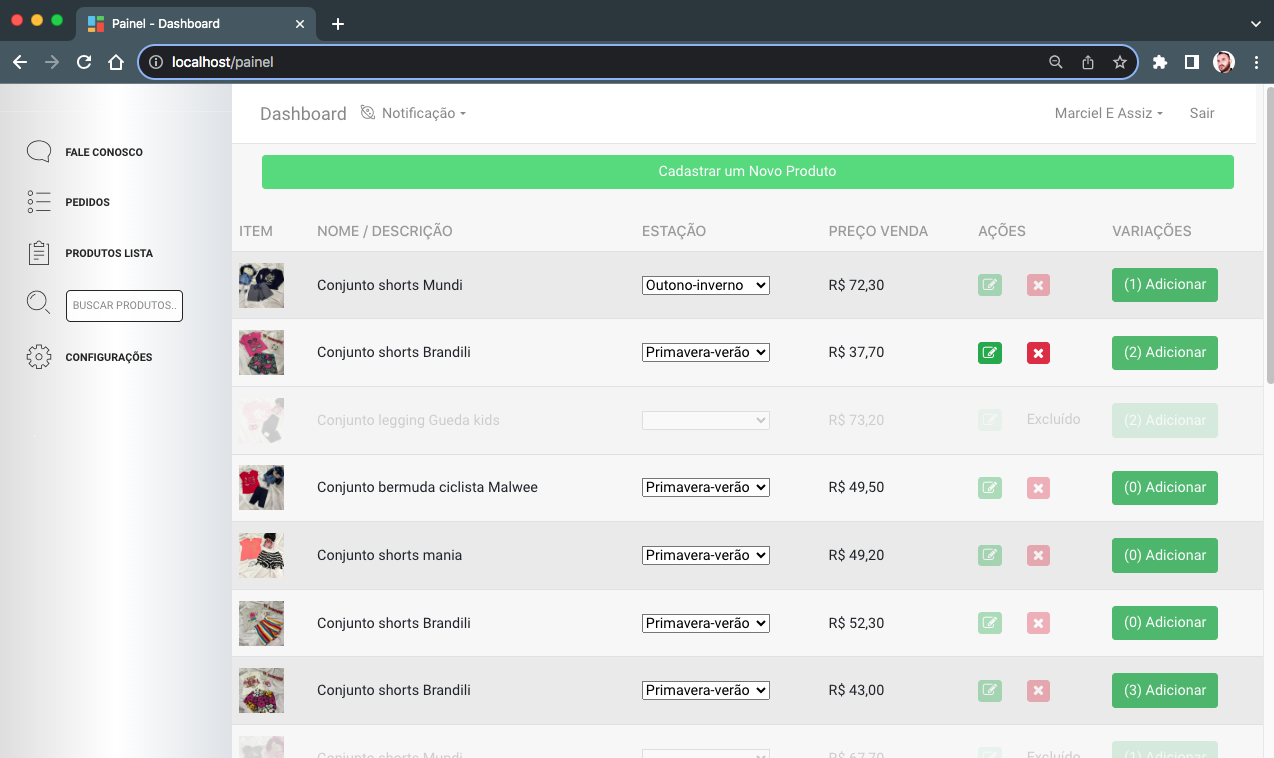 Painel - Dashboard
localhost/painel
Dashboard Notificação Marciel E Assiz Sair
FALE CONOSCO
PEDIDOS
PRODUTOS LISTA
BUSCAR PRODUTOS..
CONFIGURAÇÕES
Cadastrar um Novo Produto
ITEM NOME / DESCRIÇÃO ESTAÇÃO PREÇO VENDA AÇÕES VARIAÇÕES
Conjunto shorts Mundi Outono-inverno R$ 72,30 (1) Adicionar
Conjunto shorts Brandili Primavera-verão R$ 37,70 (2) Adicionar
Conjunto legging Gueda kids R$ 73,20 Excluído (2) Adicionar
Conjunto bermuda ciclista Malwee Primavera-verão R$ 49,50 (0) Adicionar
Conjunto shorts mania Primavera-verão R$ 49,20 (0) Adicionar
Conjunto shorts Brandili Primavera-verão R$ 52,30 (0) Adicionar
Conjunto shorts Brandili Primavera-verão R$ 43,00 (3) Adicionar
Conjunto shorts Mundi R$ 67,70 Excluído (1) Adicionar